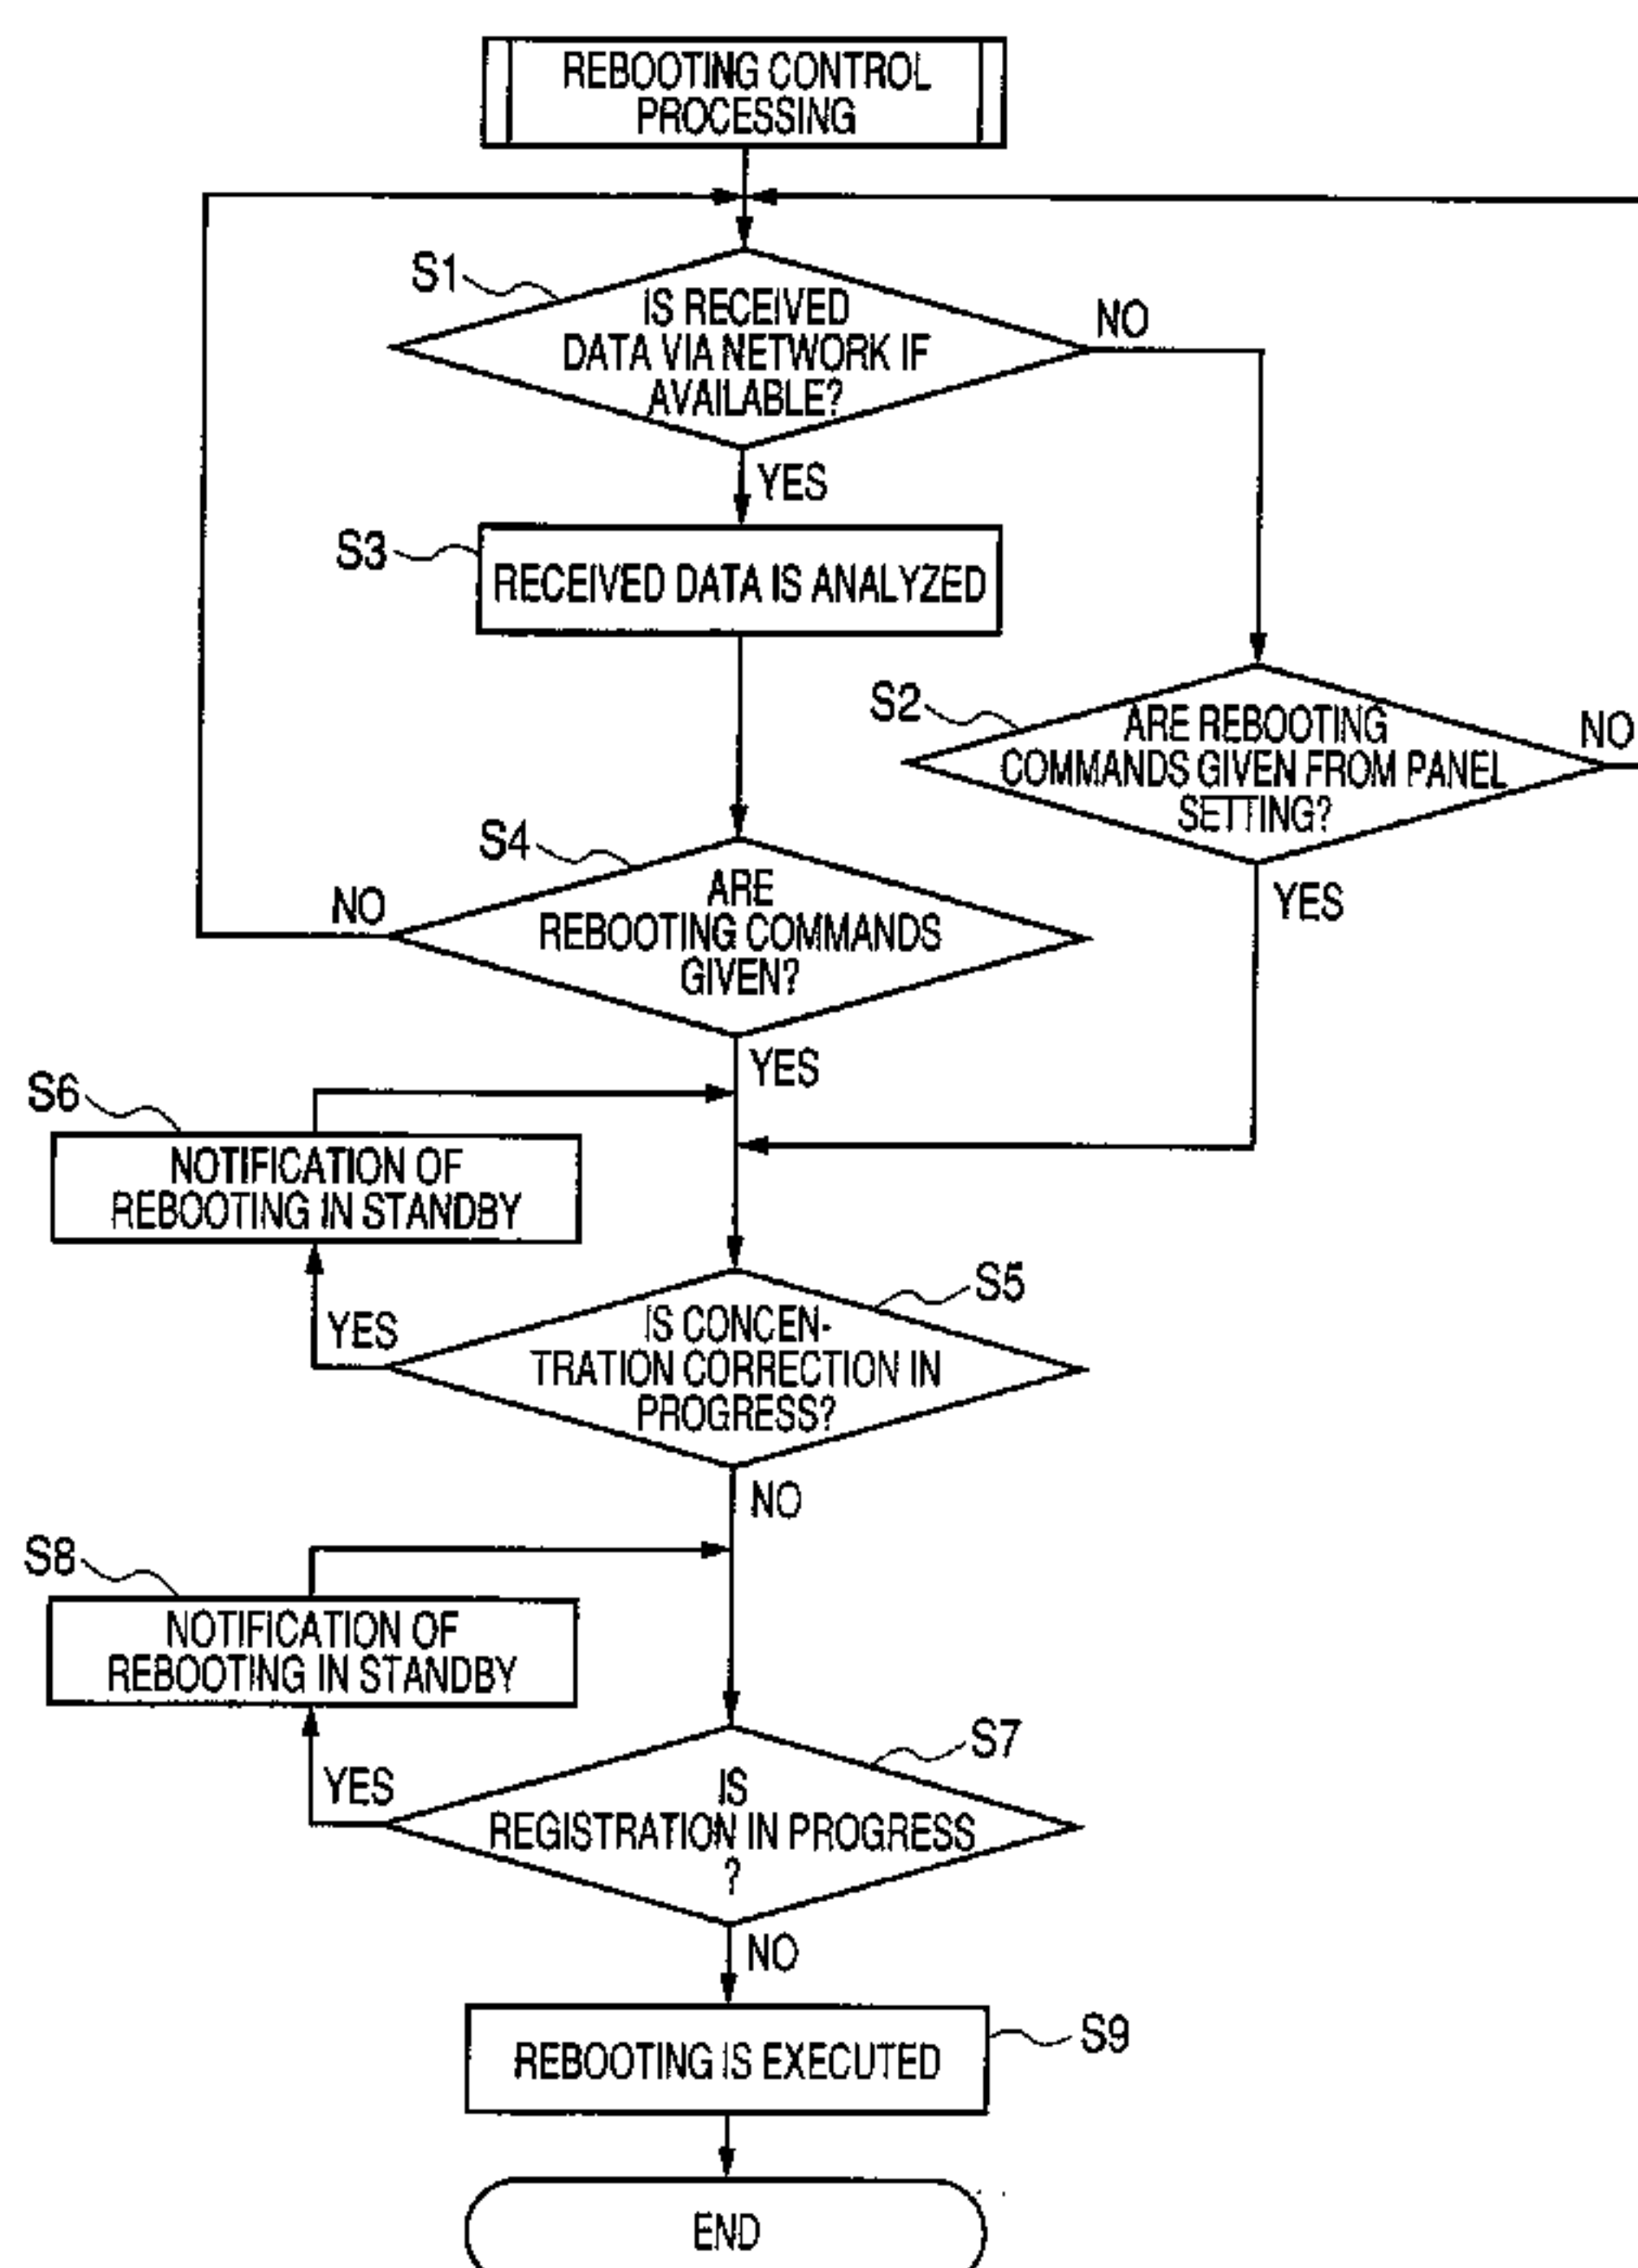 REBOOTING CONTROL
PROCESSING
S1
IS RECEIVED
DATA VIA NETWORK IF
AVAILABLE?
NO
YES
S3
RECEIVED DATA IS ANALYZED
S2
ARE REBOOTING
COMMANDS GIVEN FROM PANEL
SETTING?
NO
YES
S4
ARE
REBOOTING COMMANDS
GIVEN?
NO
YES
S6
NOTIFICATION OF
REBOOTING IN STANDBY
S5
IS CONCEN-
TRATION CORRECTION IN
PROGRESS?
YES
NO
S8
NOTIFICATION OF
REBOOTING IN STANDBY
S7
IS
REGISTRATION IN PROGRESS
?
YES
NO
S9
REBOOTING IS EXECUTED
END